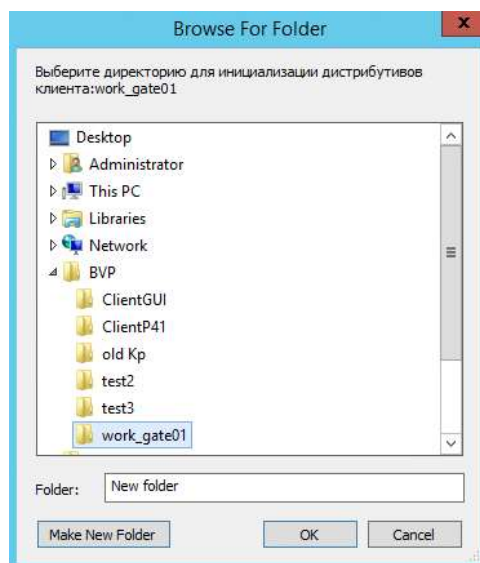 Browse For Folder
x
Выберите директорию для инициализации дистрибутивов
клиента:work_gate01
Desktop
Administrator
This PC
Libraries
Network
BVP
ClientGUI
ClientP41
old Kp
test2
test3
work_gate01
Folder: New folder
Make New Folder OK Cancel